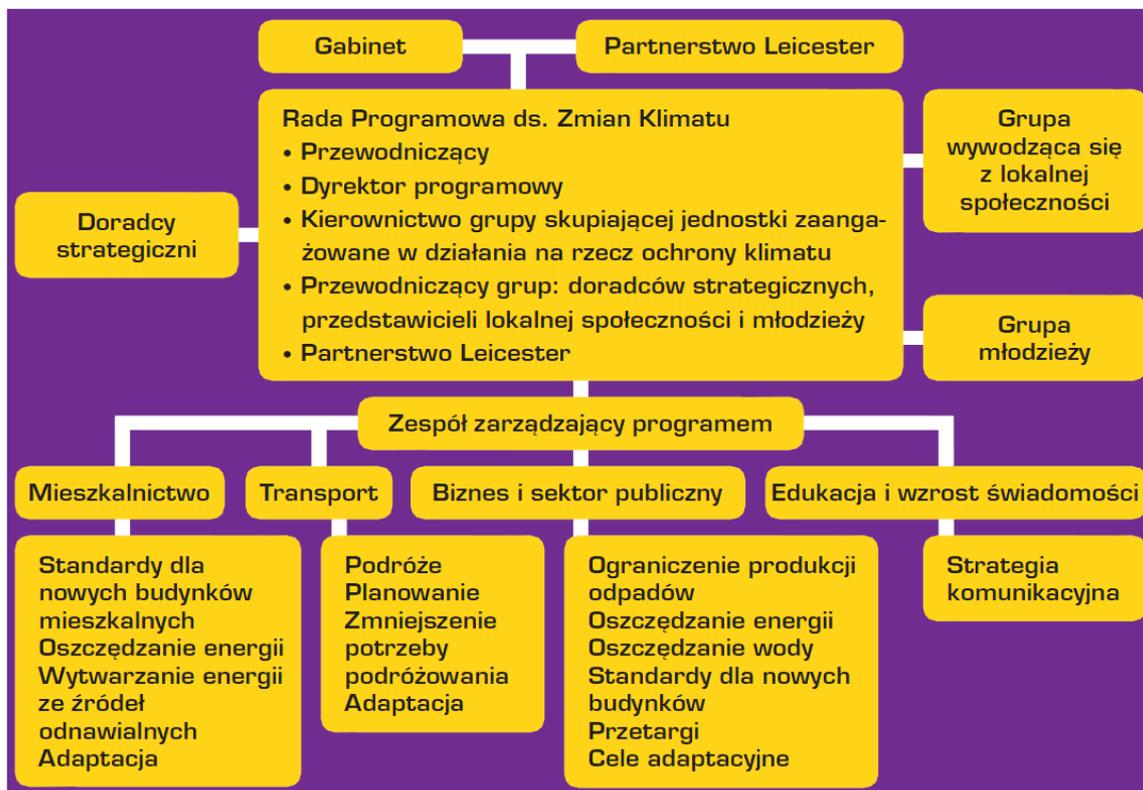 Gabinet
Partnerstwo Leicester
Rada Programowa ds. Zmian Klimatu
• Przewodniczący
• Dyrektor programowy
• Kierownictwo grupy skupiającej jednostki zaanga-
żowane w działania na rzecz ochrony klimatu
• Przewodniczący grup: doradców strategicznych,
przedstawicieli lokalnej społeczności i młodzieży
• Partnerstwo Leicester
Grupa
wywodząca się
z lokalnej
społeczności
Doradcy
strategiczni
Grupa
młodzieży
Zespół zarządzający programem
Mieszkalnictwo
Transport
Biznes i sektor publiczny
Edukacja i wzrost świadomości
Standardy dla
nowych budynków
mieszkalnych
Oszczędzanie energii
Wytwarzanie energii
ze źródeł
odnawialnych
Adaptacja
Podróże
Planowanie
Zmniejszenie
potrzeby
podróżowania
Adaptacja
Ograniczenie produkcji
odpadów
Oszczędzanie energii
Oszczędzanie wody
Standardy dla nowych
budynków
Przetargi
Cele adaptacyjne
Strategia
komunikacyjna